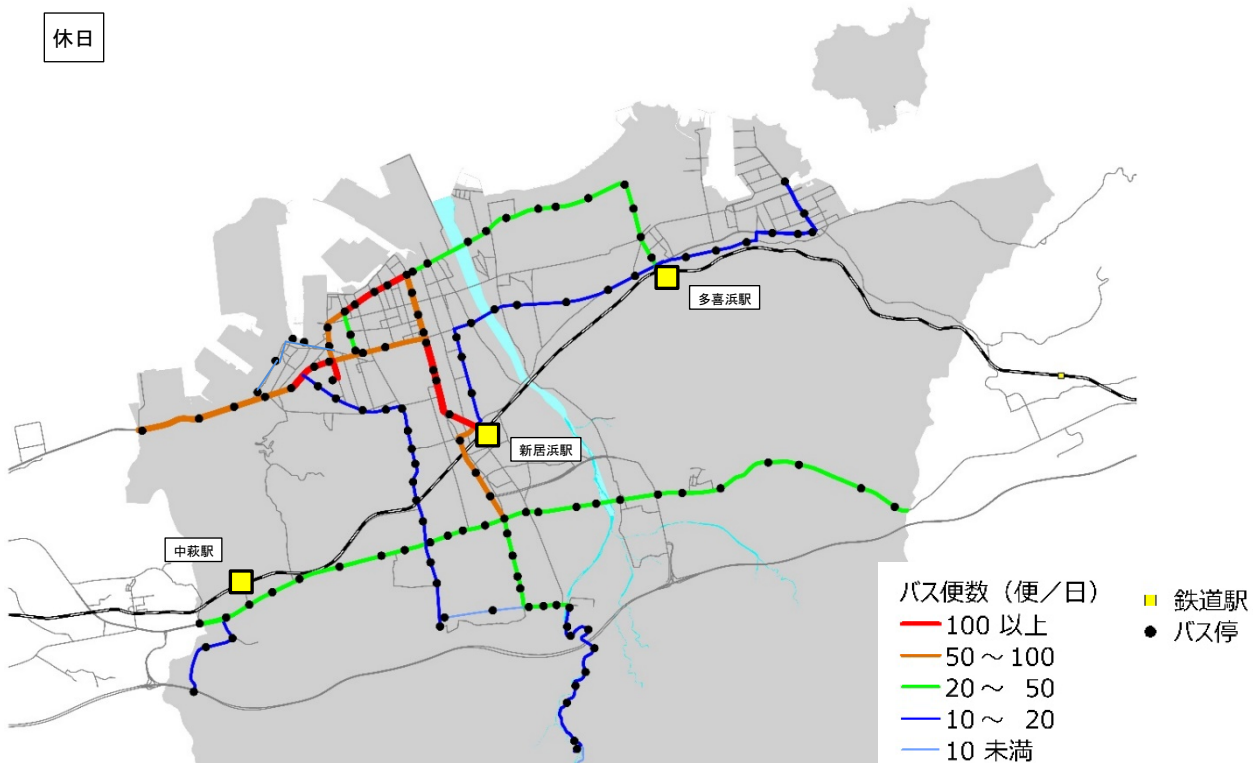 休日
多喜浜駅
新居浜駅
中萩駅
バス便数（便／日）
100 以上
50～100
20～ 50
10～ 20
10 未満
鉄道駅
バス停